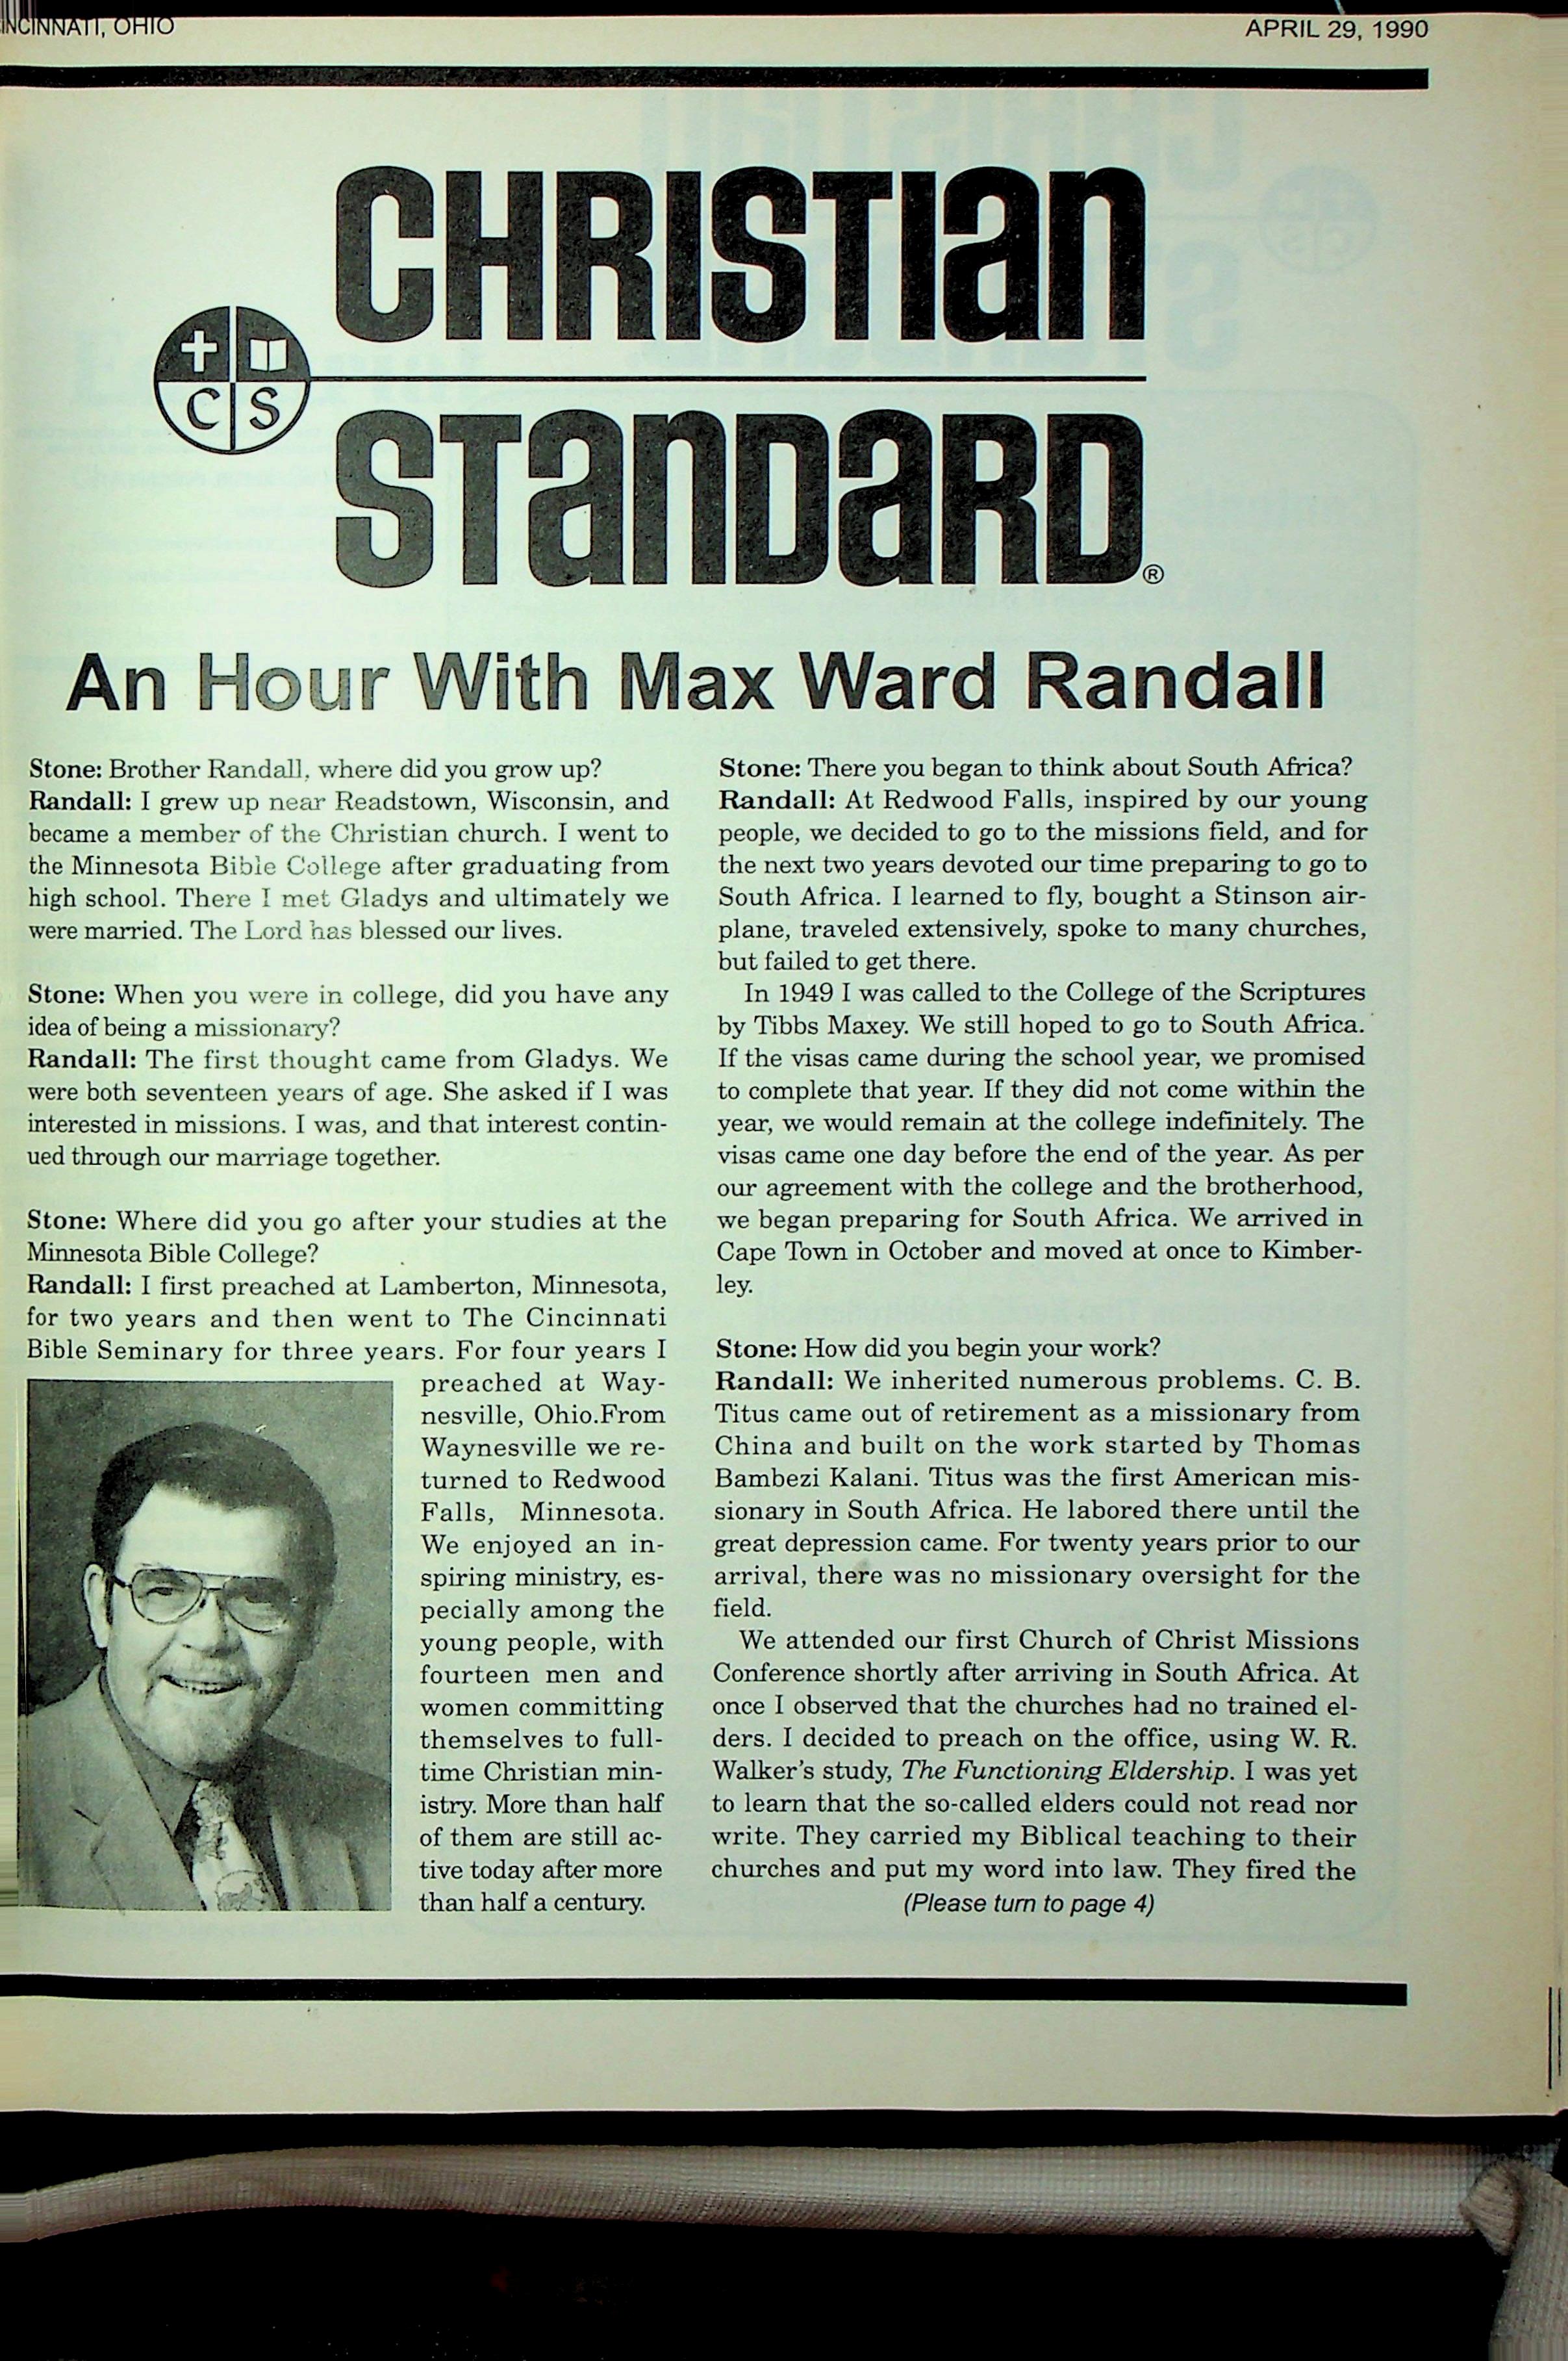 INCINNATI, OHIO
APRIL 29, 1990
CHRISTIan
C S
STanDaRD®
An Hour With Max Ward Randall
Stone: Brother Randall, where did you grow up?
Randall: I grew up near Readstown, Wisconsin, and
became a member of the Christian church. I went to
the Minnesota Bible College after graduating from
high school. There I met Gladys and ultimately we
were married. The Lord has blessed our lives.
Stone: When you were in college, did you have any
idea of being a missionary?
Randall: The first thought came from Gladys. We
were both seventeen years of age. She asked if I was
interested in missions. I was, and that interest contin-
ued through our marriage together.
Stone: Where did you go after your studies at the
Minnesota Bible College?
Randall: I first preached at Lamberton, Minnesota,
for two years and then went to The Cincinnati
Bible Seminary for three years. For four years I
preached at Way-
nesville, Ohio.From
Waynesville we re-
turned to Redwood
Falls, Minnesota.
We enjoyed an in-
spiring ministry, es-
pecially among the
young people, with
fourteen men and
women committing
themselves to full-
time Christian min-
istry. More than half
of them are still ac-
tive today after more
than half a century.
Stone: There you began to think about South Africa?
Randall: At Redwood Falls, inspired by our young
people, we decided to go to the missions field, and for
the next two years devoted our time preparing to go to
South Africa. I learned to fly, bought a Stinson air-
plane, traveled extensively, spoke to many churches,
but failed to get there.
In 1949 I was called to the College of the Scriptures
by Tibbs Maxey. We still hoped to go to South Africa.
If the visas came during the school year, we promised
to complete that year. If they did not come within the
year, we would remain at the college indefinitely. The
visas came one day before the end of the year. As per
our agreement with the college and the brotherhood,
we began preparing for South Africa. We arrived in
Cape Town in October and moved at once to Kimber-
ley.
Stone: How did you begin your work?
Randall: We inherited numerous problems. C. B.
Titus came out of retirement as a missionary from
China and built on the work started by Thomas
Bambezi Kalani. Titus was the first American mis-
sionary in South Africa. He labored there until the
great depression came. For twenty years prior to our
arrival, there was no missionary oversight for the
field.
We attended our first Church of Christ Missions
Conference shortly after arriving in South Africa. At
once I observed that the churches had no trained el-
ders. I decided to preach on the office, using W. R.
Walker's study, The Functioning Eldership. I was yet
to learn that the so-called elders could not read nor
write. They carried my Biblical teaching to their
churches and put my word into law. They fired the
(Please turn to page 4)